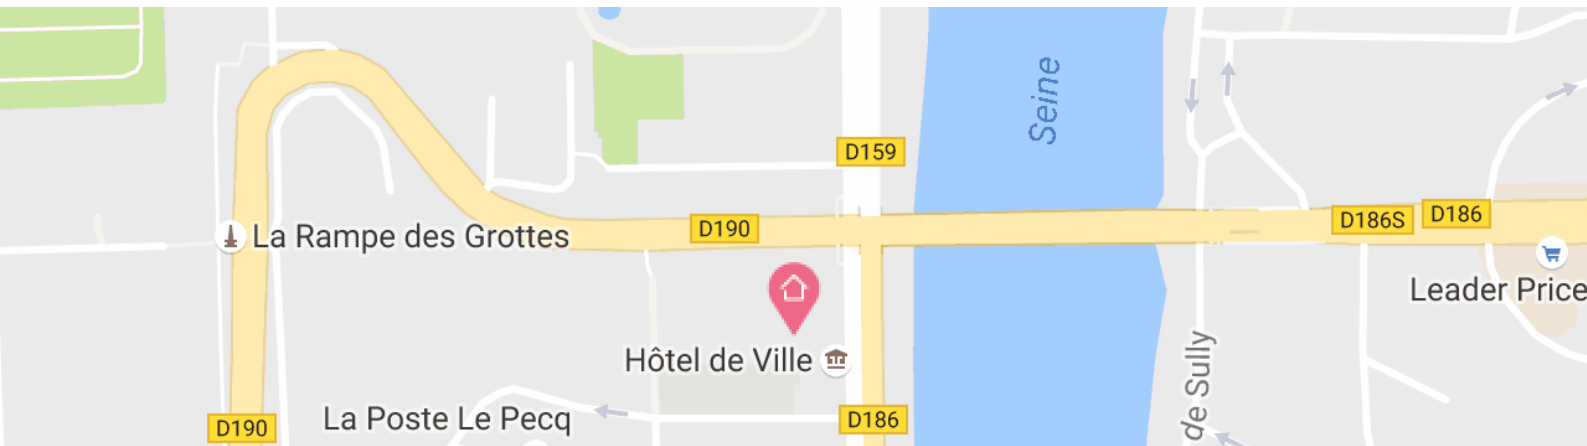 Seine
D159
D190
D186S
D186
La Rampe des Grottes
Leader Price
Hôtel de Ville
de Sully
D190
La Poste Le Pecq
D186